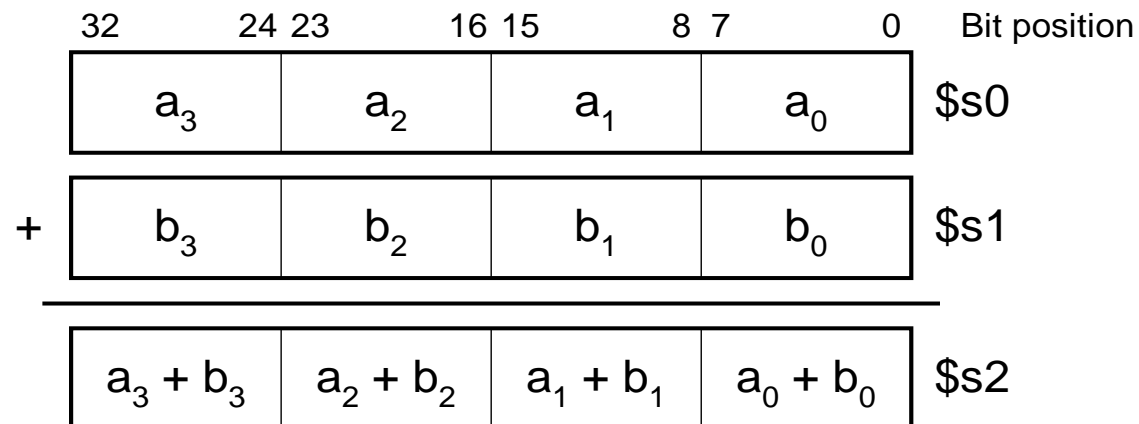 32 24 23 16 15 8 7 0 Bit position
a₃ a₂ a₁ a₀ $s0
+ b₃ b₂ b₁ b₀ $s1
a₃ + b₃ a₂ + b₂ a₁ + b₁ a₀ + b₀ $s2